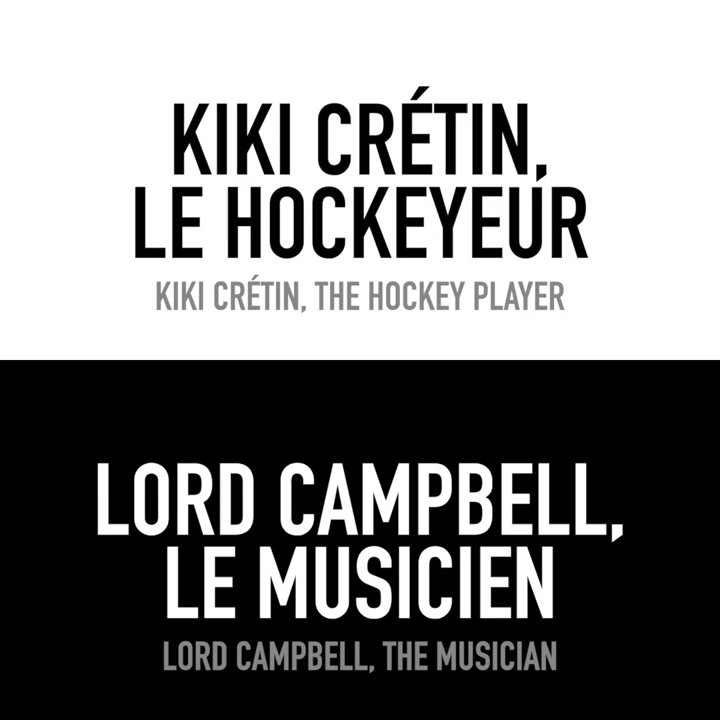 KIKI CRÉTIN,
LE HOCKEYEUR
KIKI CRÉTIN, THE HOCKEY PLAYER
LORD CAMPBELL,
LE MUSICIEN
LORD CAMPBELL, THE MUSICIAN